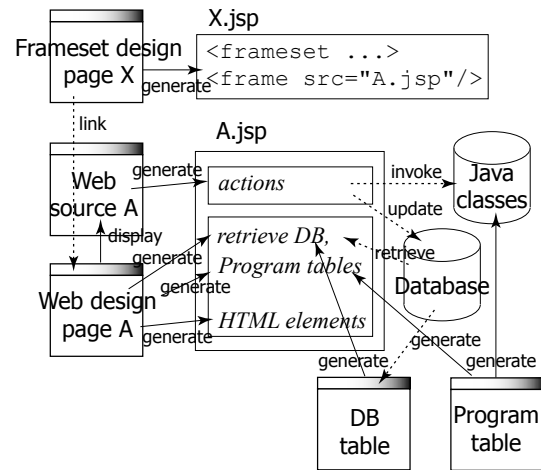 X.jsp
Frameset design
page X
generate
<frameset ...>
<frame src="A.jsp"/>
link
A.jsp
Web
source A
generate
actions
invoke
Java
classes
update
display
generate
retrieve DB,
Program tables
retrieve
Database
generate
Web design
page A
HTML elements
generate
generate
generate
generate
DB
table
Program
table